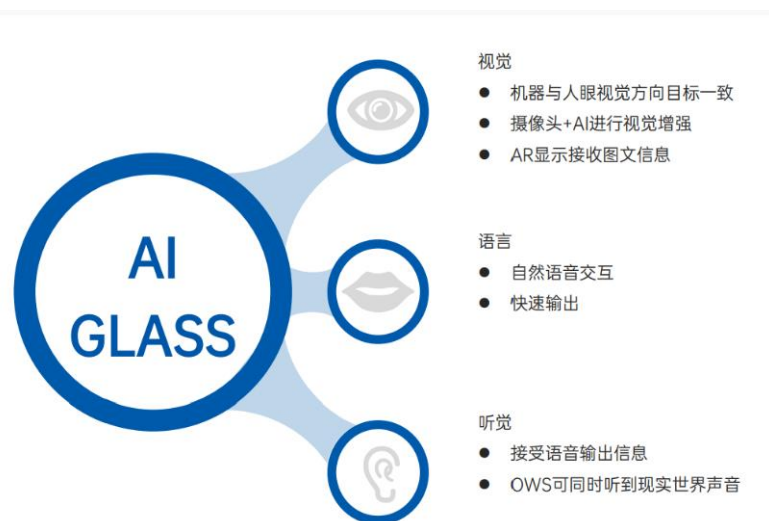 AI
GLASS
视觉
● 机器与人眼视觉方向目标一致
● 摄像头+AI进行视觉增强
● AR显示接收图文信息
语言
● 自然语音交互
● 快速输出
听觉
● 接受语音输出信息
● OWS可同时听到现实世界声音